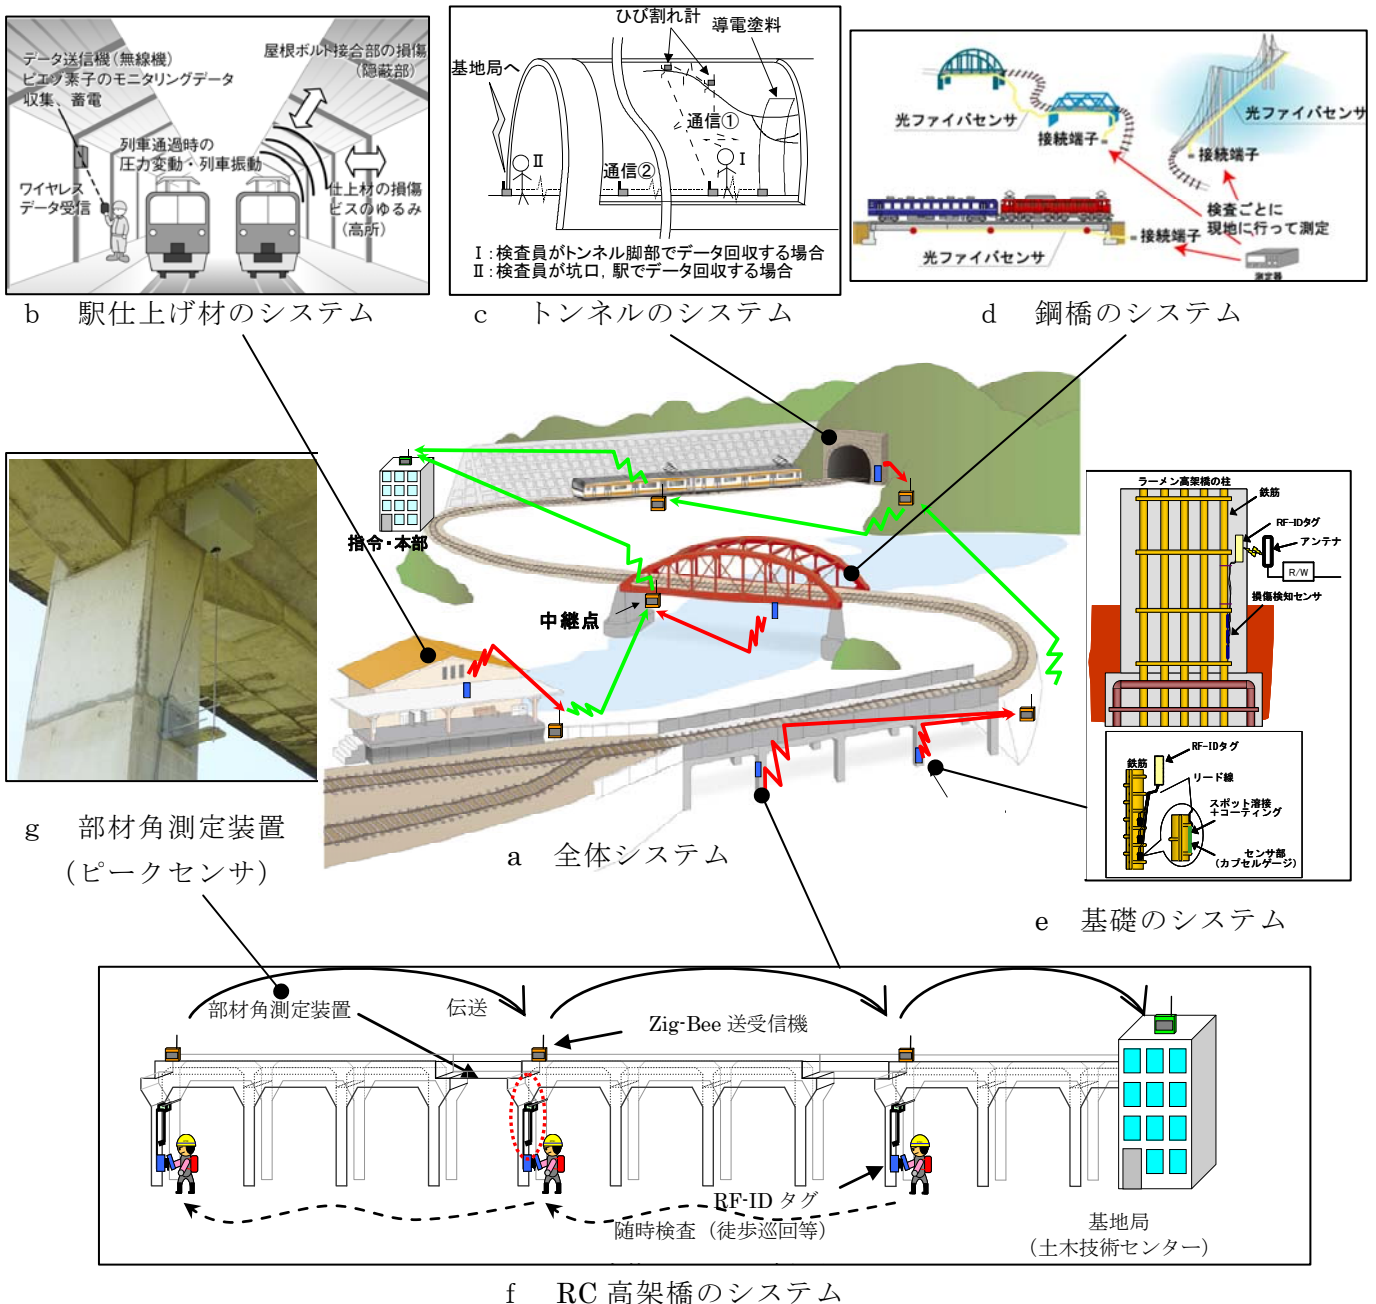 データ送信機(無線機)
ピエゾ素子のモニタリングデータ
収集、蓄電
屋根ボルト接合部の損傷
(隠蔽部)
列車通過時の
圧力変動・列車振動
ワイヤレス
データ受信
仕上材の損傷
ビスのゆるみ
(高所)
b 駅仕上げ材のシステム
ひび割れ計
導電塗料
基地局へ
通信①
Ⅱ
Ⅰ
通信②
Ⅰ:検査員がトンネル脚部でデータ回収する場合
Ⅱ:検査員が坑口, 駅でデータ回収する場合
c トンネルのシステム
光ファイバセンサ
接続端子=
光ファイバセンサ
=接続端子
検査ごとに
現地に行って測定
=接続端子
光ファイバセンサ
測定器
d 鋼橋のシステム
指令・本部
中継点
a 全体システム
ラーメン高架橋の柱
鉄筋
RF-IDタグ
アンテナ
R/W
損傷検知センサ
RF-IDタグ
鉄筋
リード線
スポット溶接
+コーティング
センサ部
(カプセルゲージ)
e 基礎のシステム
g 部材角測定装置
(ピークセンサ)
部材角測定装置
伝送
Zig-Bee 送受信機
RF-ID タグ
随時検査(徒歩巡回等)
基地局
(土木技術センター)
f RC 高架橋のシステム